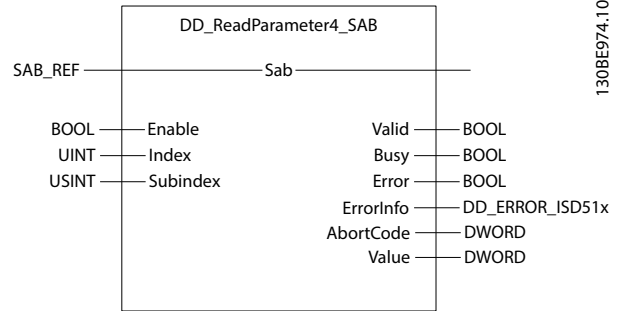 DD_ReadParameter4_SAB
SAB_REF Sab
BOOL Enable Valid BOOL
UINT Index Busy BOOL
USINT Subindex Error BOOL
ErrorInfo DD_ERROR_ISD51x
AbortCode DWORD
Value DWORD
130BE974.10